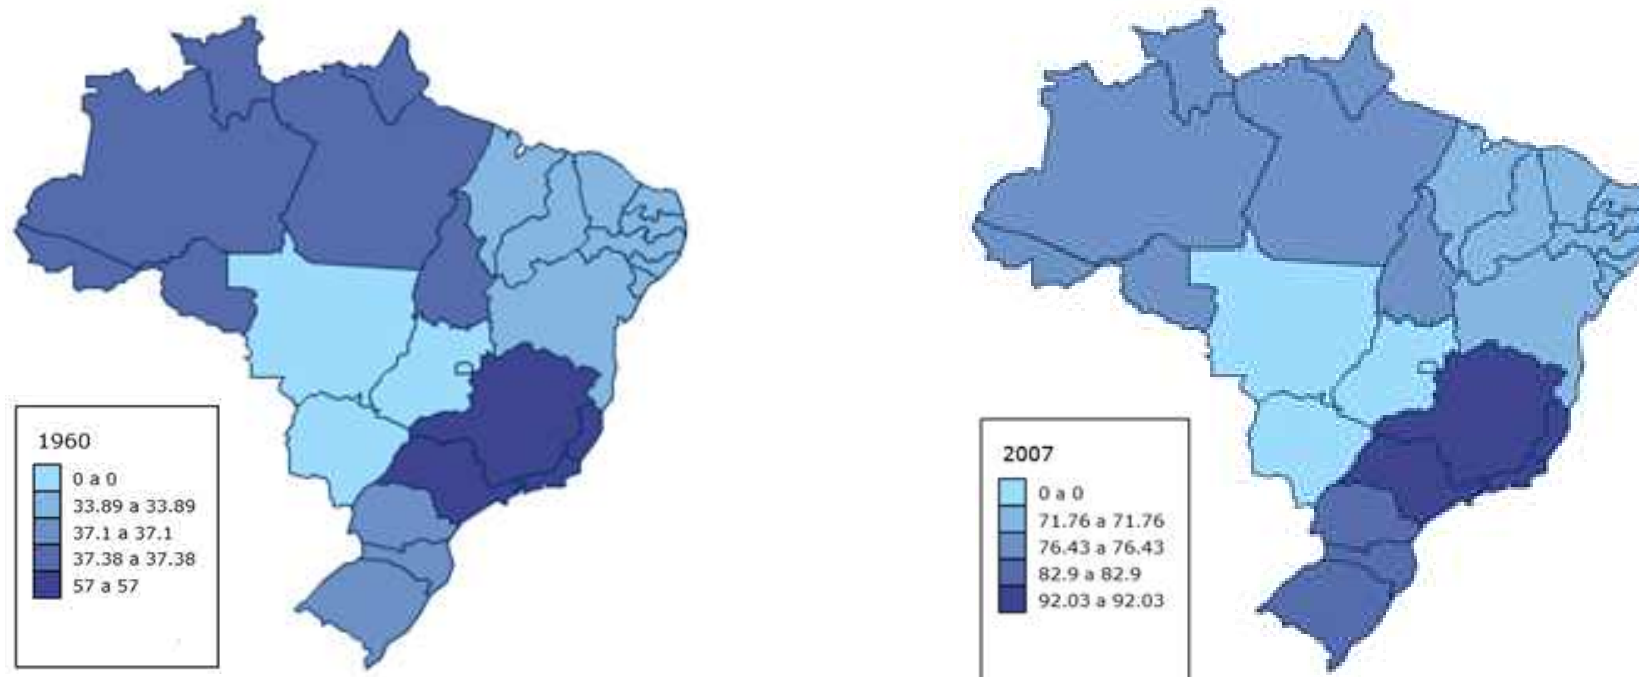 1960
0 a 0
33.89 a 33.89
37.1 a 37.1
37.38 a 37.38
57 a 57
2007
0 a 0
71.76 a 71.76
76.43 a 76.43
82.9 a 82.9
92.03 a 92.03